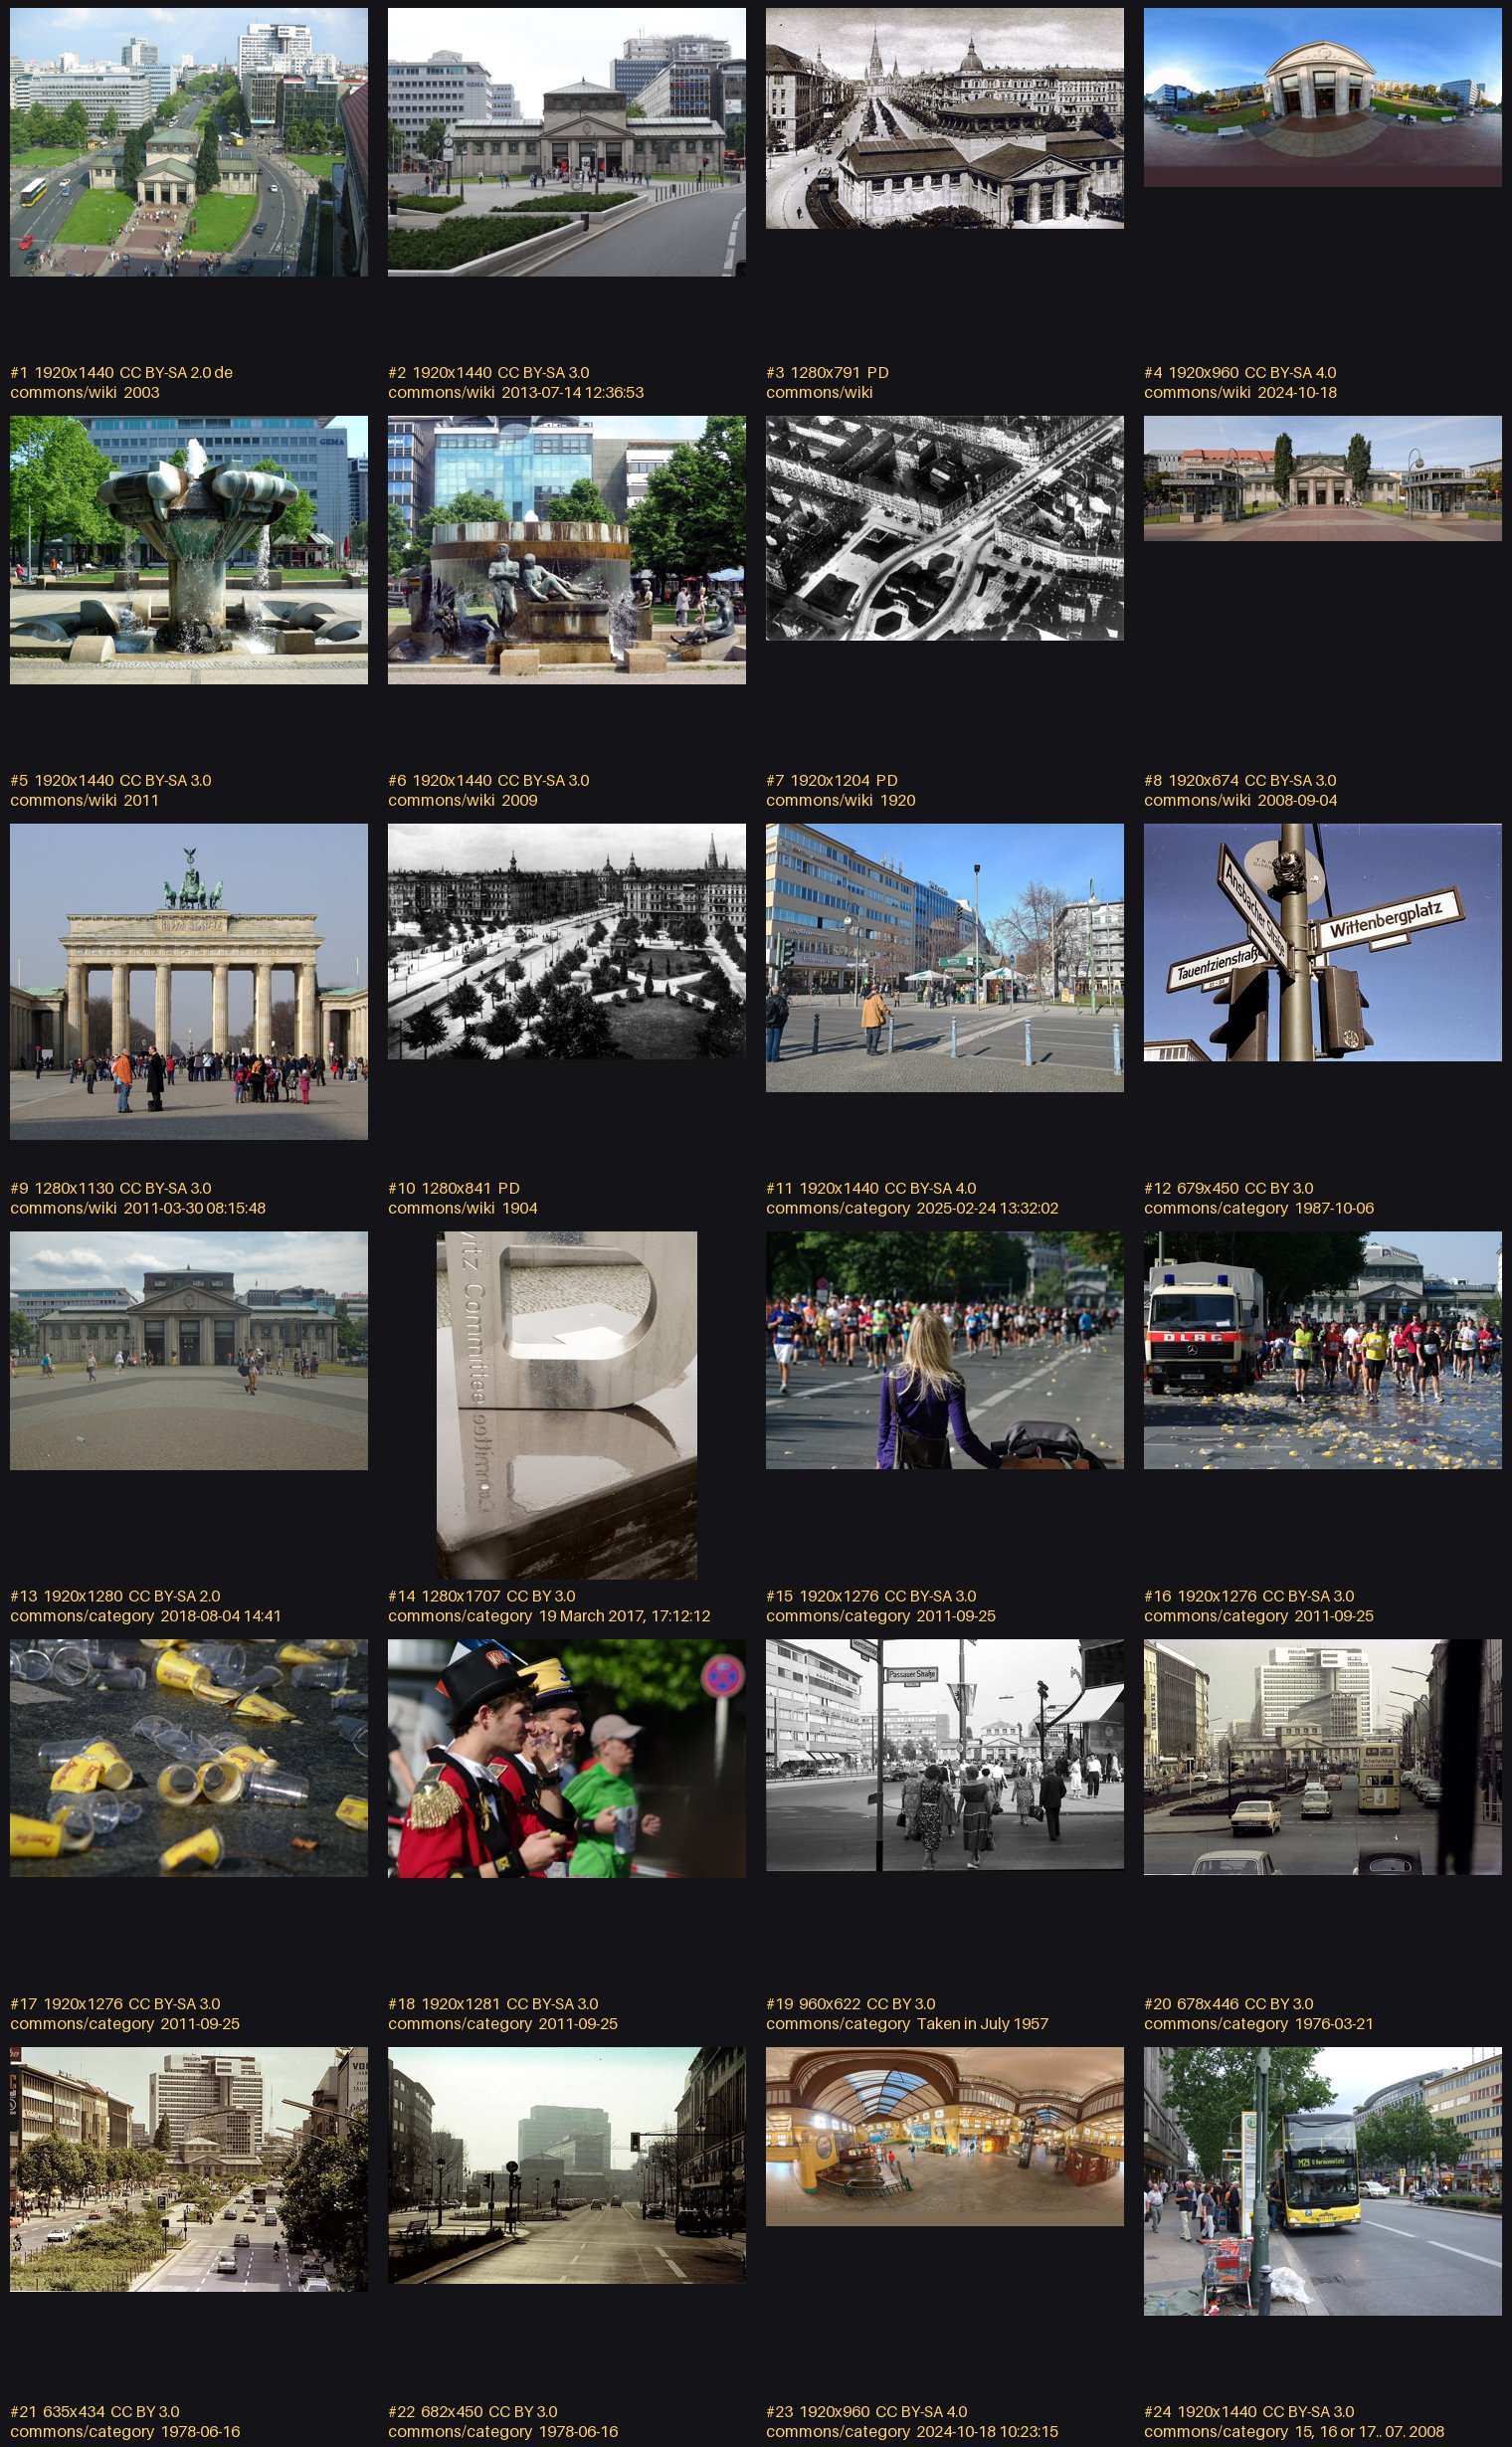 #1 1920x1440 CC BY-SA 2.0 de
commons/wiki 2003
#2 1920x1440 CC BY-SA 3.0
commons/wiki 2013-07-14 12:36:53
#3 1280x791 PD
commons/wiki
#4 1920x960 CC BY-SA 4.0
commons/wiki 2024-10-18
GEMA
#5 1920x1440 CC BY-SA 3.0
commons/wiki 2011
#6 1920x1440 CC BY-SA 3.0
commons/wiki 2009
#7 1920x1204 PD
commons/wiki 1920
#8 1920x674 CC BY-SA 3.0
commons/wiki 2008-09-04
Ansbacher Straße
Wittenbergplatz
Tauentzienstraße
#9 1280x1130 CC BY-SA 3.0
commons/wiki 2011-03-30 08:15:48
#10 1280x841 PD
commons/wiki 1904
#11 1920x1440 CC BY-SA 4.0
commons/category 2025-02-24 13:32:02
#12 679x450 CC BY 3.0
commons/category 1987-10-06
vitz Committee
DLRG
#13 1920x1280 CC BY-SA 2.0
commons/category 2018-08-04 14:41
#14 1280x1707 CC BY 3.0
commons/category 19 March 2017, 17:12:12
#15 1920x1276 CC BY-SA 3.0
commons/category 2011-09-25
#16 1920x1276 CC BY-SA 3.0
commons/category 2011-09-25
Passauer Straße
#17 1920x1276 CC BY-SA 3.0
commons/category 2011-09-25
#18 1920x1281 CC BY-SA 3.0
commons/category 2011-09-25
#19 960x622 CC BY 3.0
commons/category Taken in July 1957
#20 678x446 CC BY 3.0
commons/category 1976-03-21
PHILIPS
M29 U Hermannplatz
#21 635x434 CC BY 3.0
commons/category 1978-06-16
#22 682x450 CC BY 3.0
commons/category 1978-06-16
#23 1920x960 CC BY-SA 4.0
commons/category 2024-10-18 10:23:15
#24 1920x1440 CC BY-SA 3.0
commons/category 15, 16 or 17.. 07. 2008